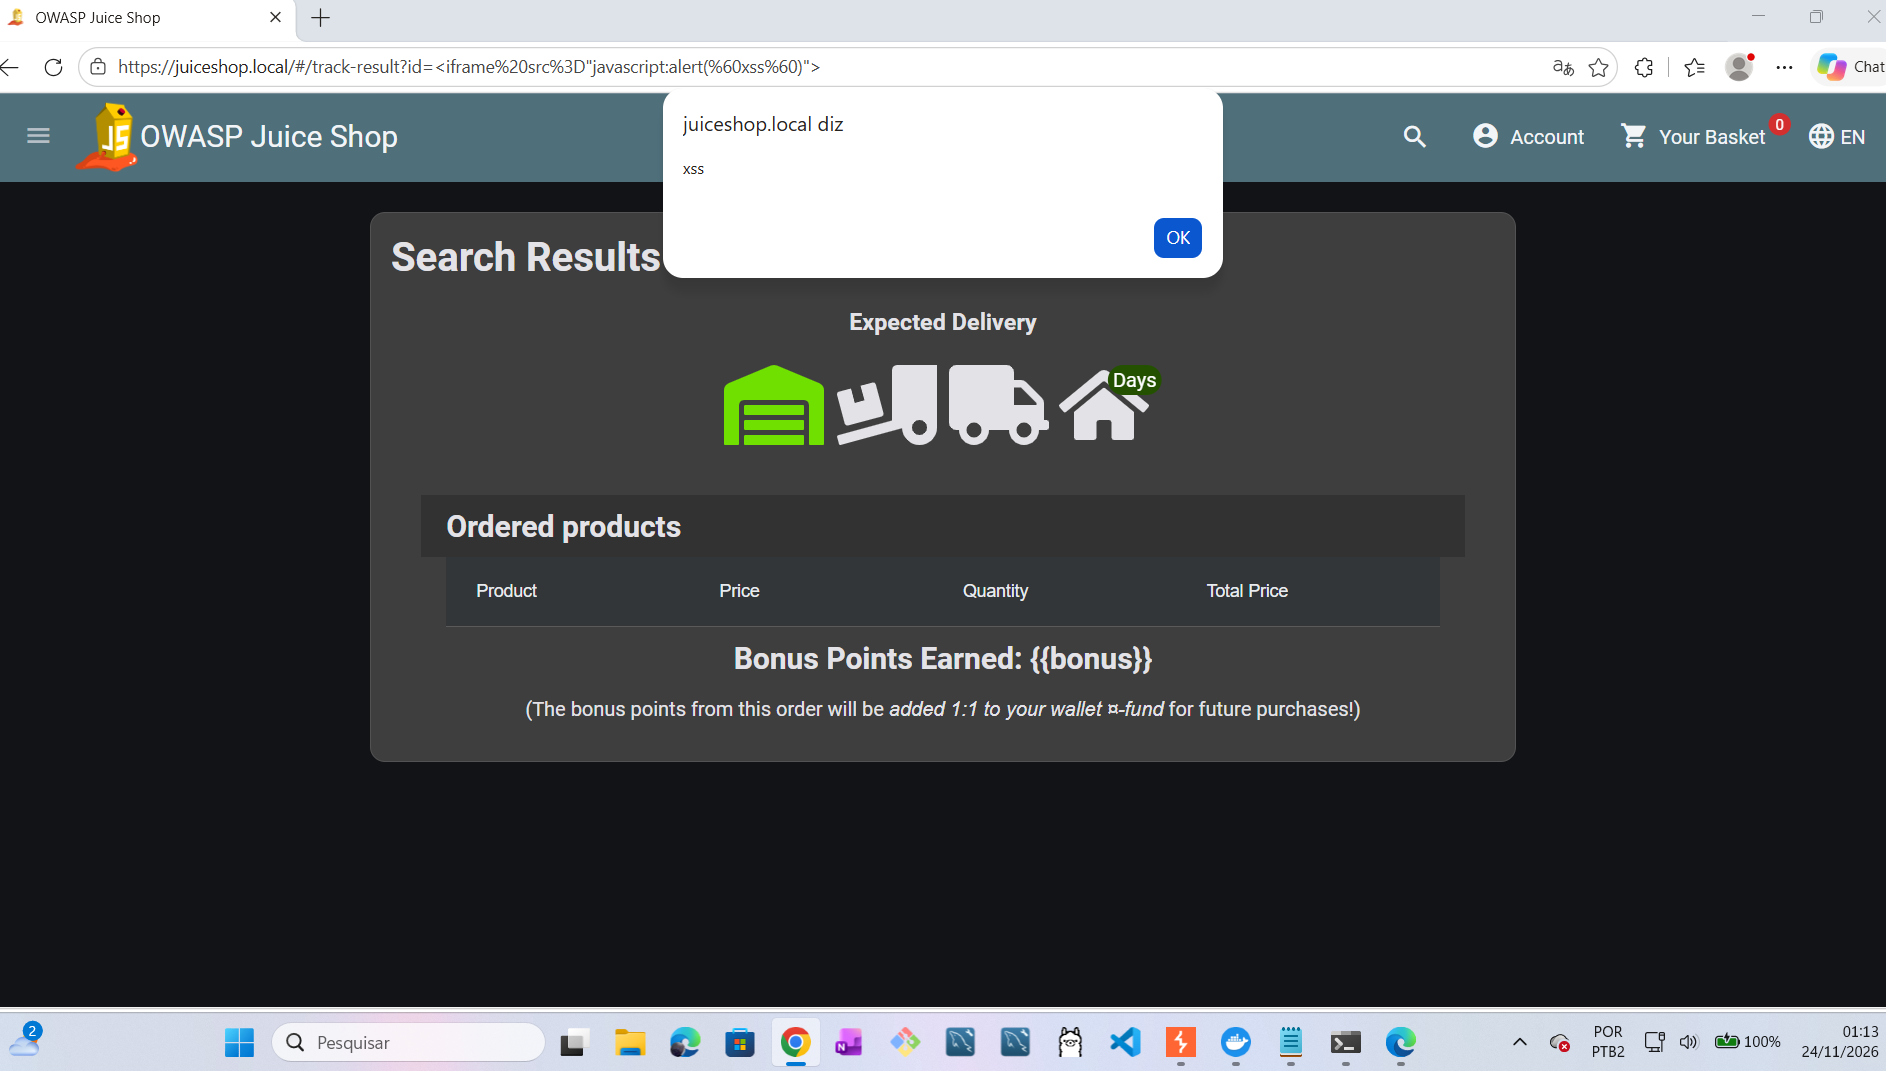 OWASP Juice Shop
https://juiceshop.local/#/track-result?id=<iframe%20src%3D"javascript:alert(%60xss%60)">
aあ
Chat
JS
OWASP Juice Shop
Account
Your Basket
0
EN
juiceshop.local diz
xss
OK
Search Results
Expected Delivery
Days
Ordered products
Product Price Quantity Total Price
Bonus Points Earned: {{bonus}}
(The bonus points from this order will be added 1:1 to your wallet ¤-fund for future purchases!)
2
Pesquisar
N
POR
PTB2
100%
01:13
24/11/2026